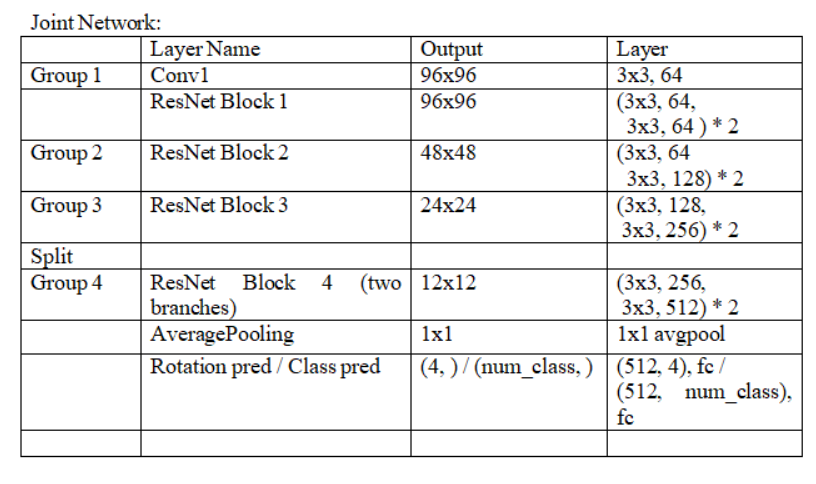 Joint Network:
Layer Name Output Layer
Group 1 Conv1 96x96 3x3, 64
ResNet Block 1 96x96 (3x3, 64,
3x3, 64 ) * 2
Group 2 ResNet Block 2 48x48 (3x3, 64
3x3, 128) * 2
Group 3 ResNet Block 3 24x24 (3x3, 128,
3x3, 256) * 2
Split
Group 4 ResNet Block 4 (two 12x12 (3x3, 256,
branches) 3x3, 512) * 2
AveragePooling 1x1 1x1 avgpool
Rotation pred / Class pred (4, ) / (num_class, ) (512, 4), fc /
(512, num_class),
fc